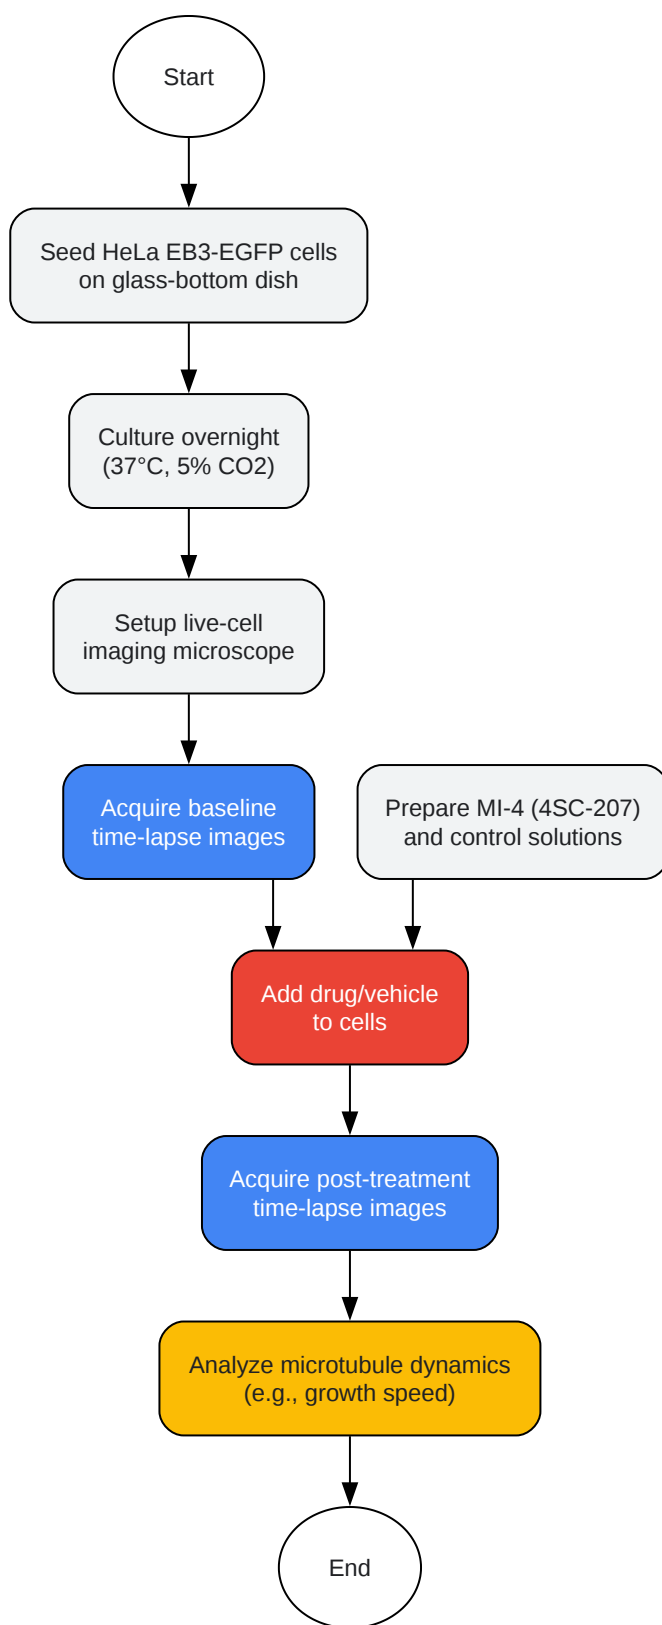 Start
Seed HeLa EB3-EGFP cells
on glass-bottom dish
Culture overnight
(37°C, 5% CO2)
Setup live-cell
imaging microscope
Acquire baseline
time-lapse images
Prepare MI-4 (4SC-207)
and control solutions
Add drug/vehicle
to cells
Acquire post-treatment
time-lapse images
Analyze microtubule dynamics
(e.g., growth speed)
End